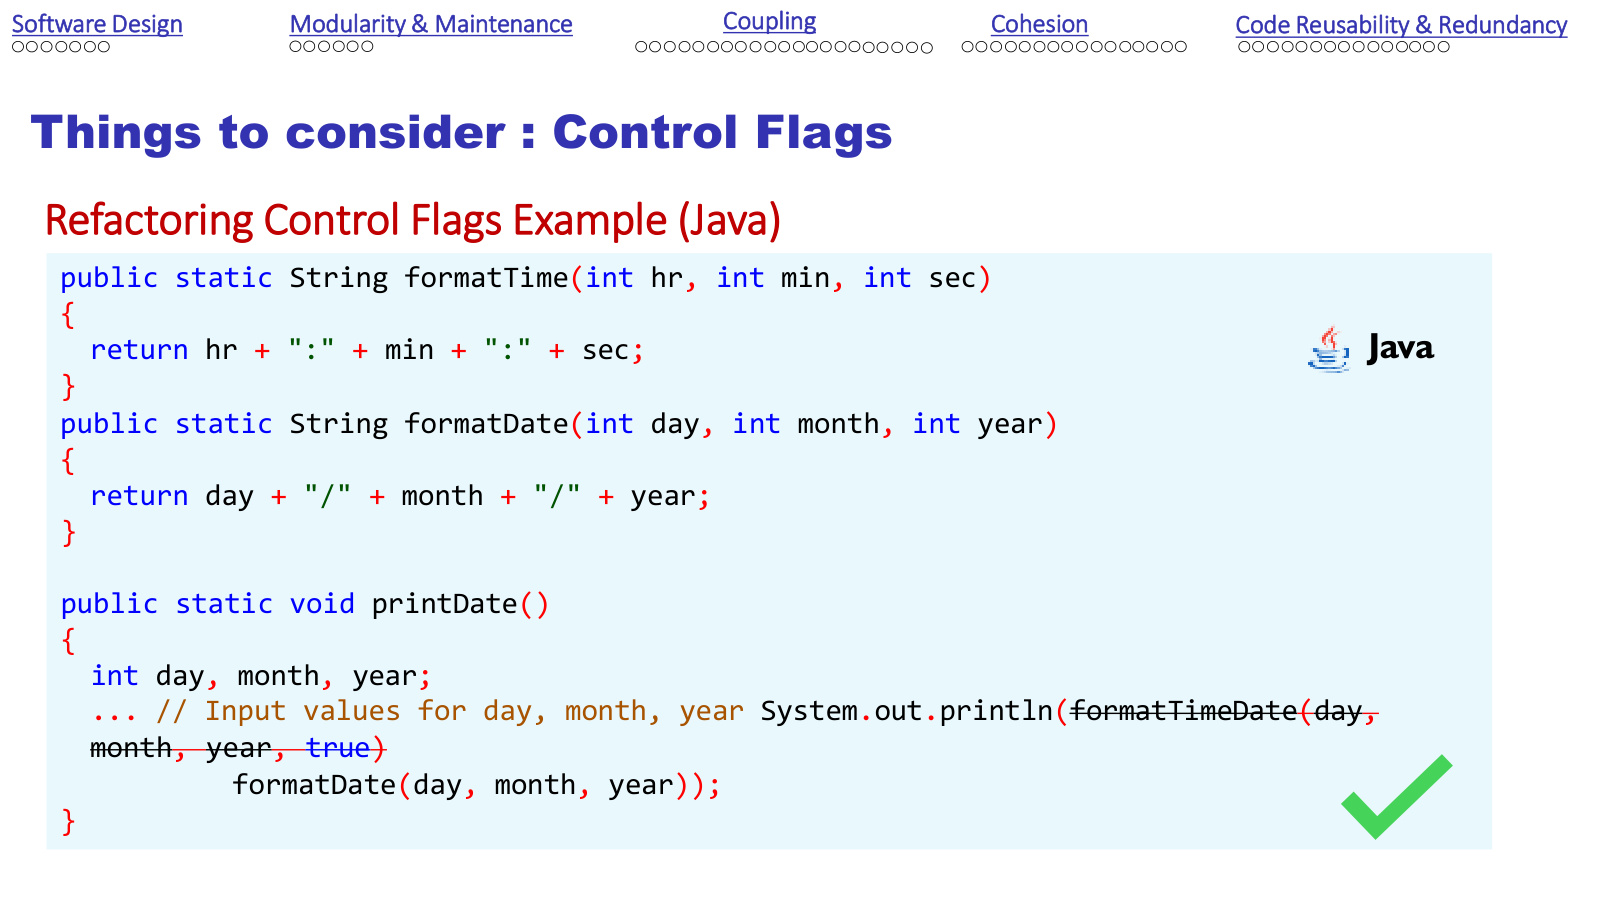 Software Design
Modularity & Maintenance
Coupling
Cohesion
Code Reusability & Redundancy
Things to consider : Control Flags
Refactoring Control Flags Example (Java)
public static String formatTime(int hr, int min, int sec)
{
return hr + ":" + min + ":" + sec;
}
Java
public static String formatDate(int day, int month, int year)
{
return day + "/" + month + "/" + year;
}
public static void printDate()
{
int day, month, year;
... // Input values for day, month, year System.out.println(formatTimeDate(day,
month, year, true)
formatDate(day, month, year));
}